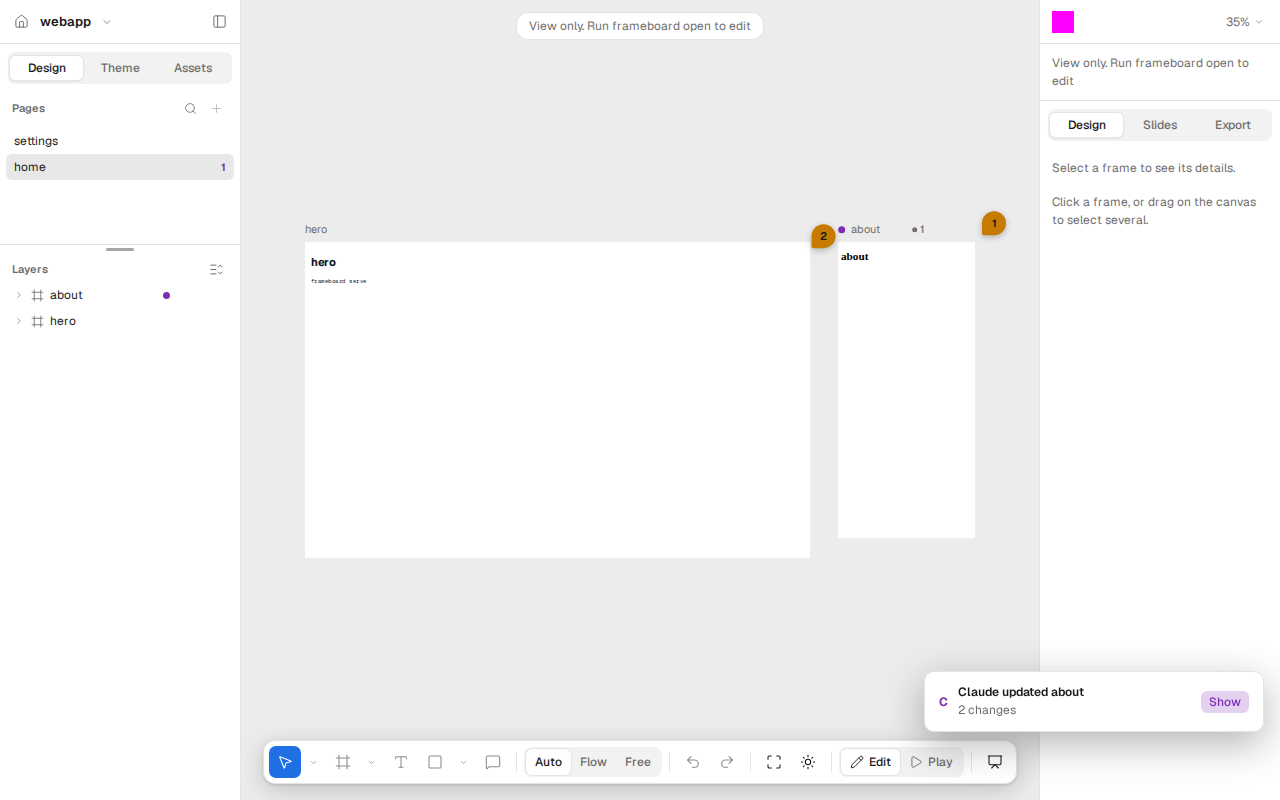 webapp
Design Theme Assets
Pages
settings
home 1
Layers
about
hero
View only. Run frameboard open to edit
hero
2
about
1
1
hero
frameboard serve
about
35%
View only. Run frameboard open to
edit
Design Slides Export
Select a frame to see its details.
Click a frame, or drag on the canvas
to select several.
C
Claude updated about
2 changes
Show
Auto Flow Free
Edit Play